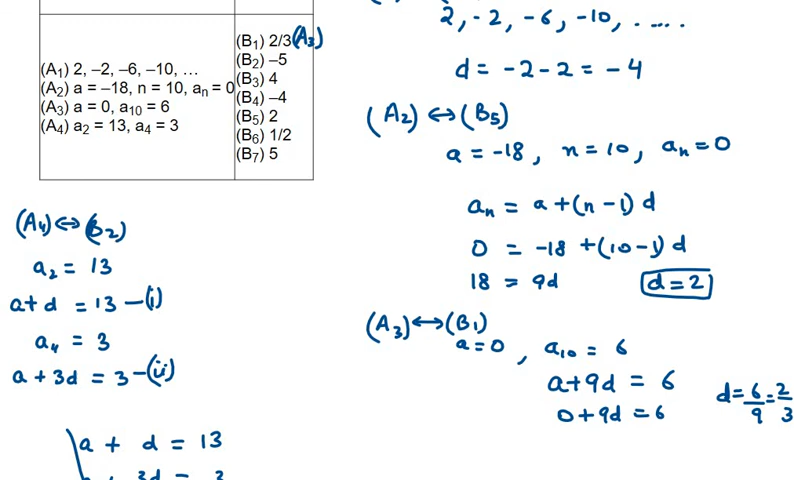 (A₁) 2, –2, –6, –10, …
(A₂) a = –18, n = 10, aₙ = 0
(A₃) a = 0, a₁₀ = 6
(A₄) a₂ = 13, a₄ = 3
(B₁) 2/3 (A₃)
(B₂) –5
(B₃) 4
(B₄) –4
(B₅) 2
(B₆) 1/2
(B₇) 5
2, -2, -6, -10, .....
d = -2-2 = -4
(A₂) ↔ (B₅)
a = -18, n = 10, aₙ = 0
aₙ = a + (n-1) d
0 = -18 + (10-1) d
18 = 9d d = 2
(A₃) ↔ (B₁)
a = 0, a₁₀ = 6
a + 9d = 6
0 + 9d = 6
d = 6/9 = 2/3
(A₄) ↔ (B₂)
a₂ = 13
a + d = 13 -(i)
a₄ = 3
a + 3d = 3 -(ii)
a + d = 13